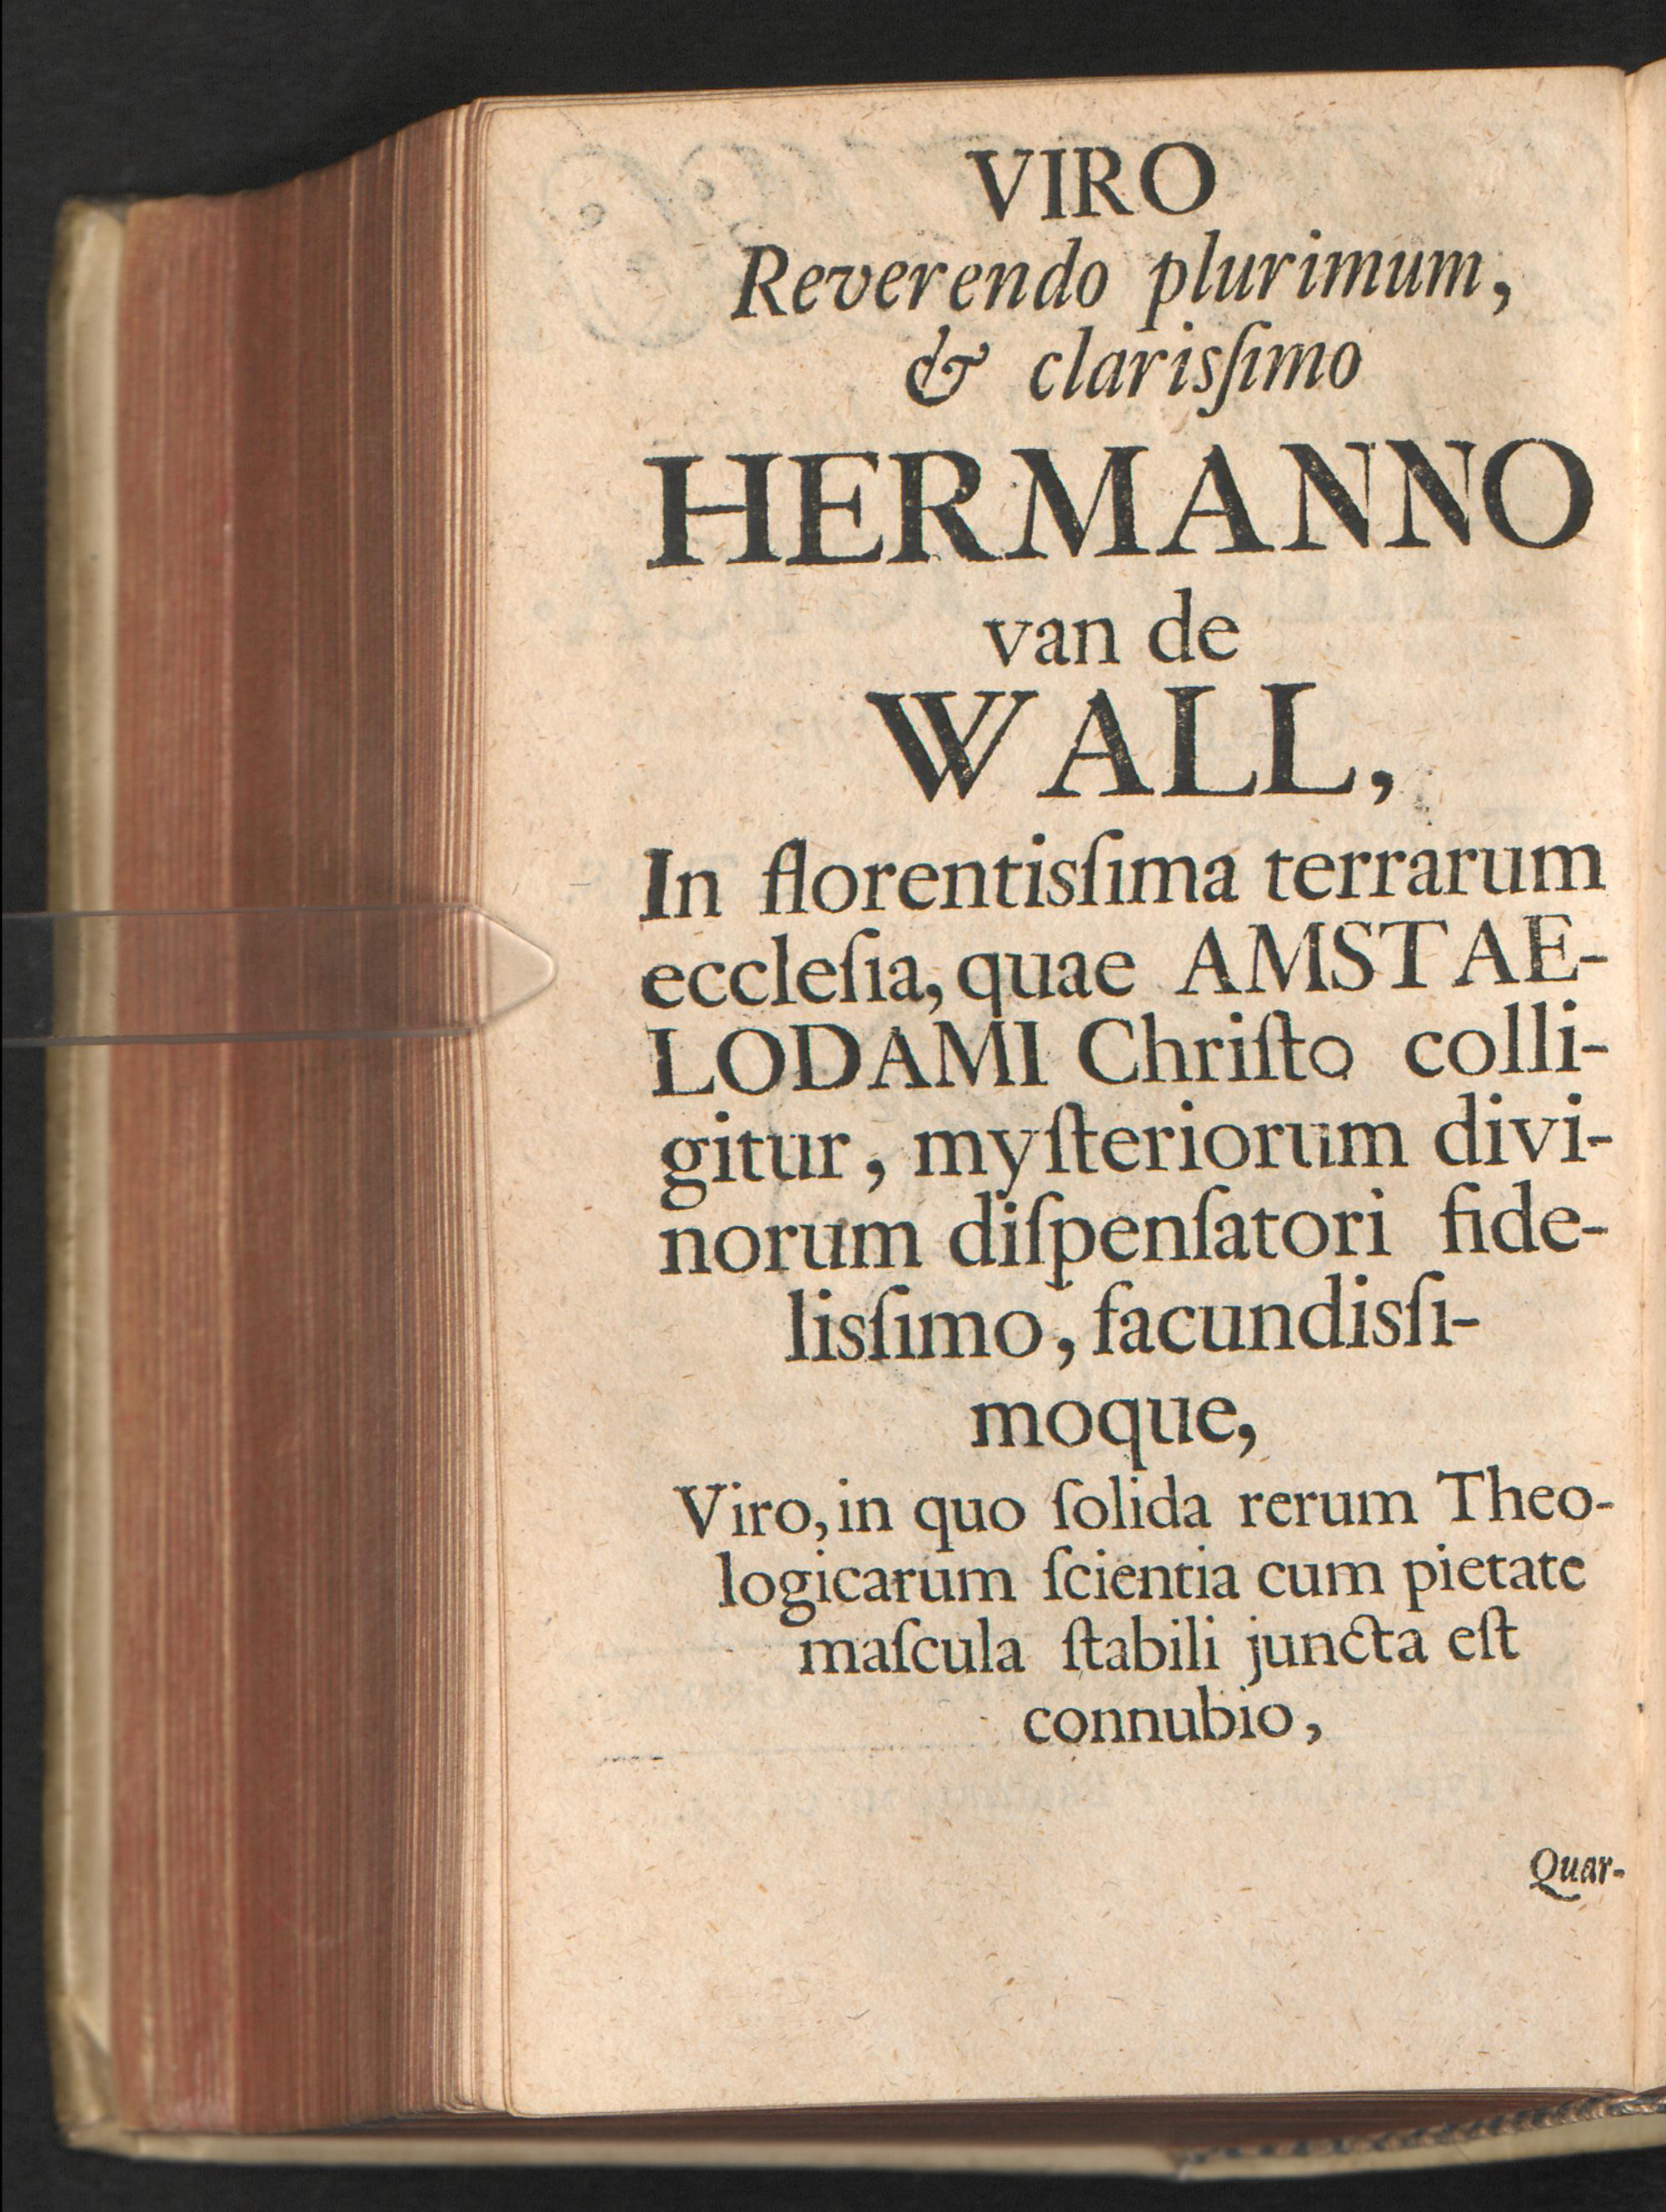 VIRO
Reverendo plurimum,
& clarisſimo
HERMANNO
van de
WALL,
In florentisſima terrarum
eccleſia, quae AMSTAE-
LODAMI Chriſto colli-
gitur, myſteriorum divi-
norum diſpenſatori fide-
lisſimo, facundisſi-
moque,
Viro, in quo ſolida rerum Theo-
logicarum ſcientia cum pietate
maſcula ſtabili juncta eſt
connubio,
Quar-